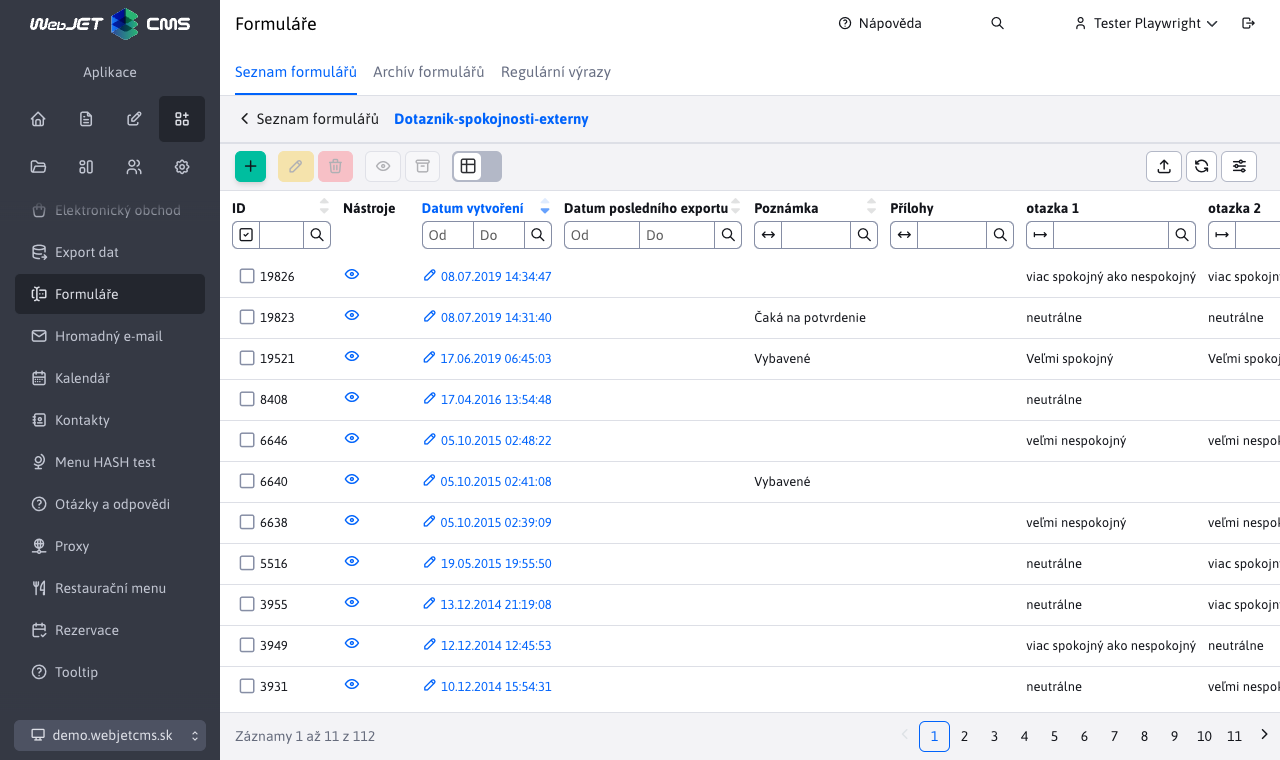 WebJET CMS
Formuláře
Nápověda
Tester Playwright
Aplikace
Seznam formulářů Archív formulářů Regulární výrazy
Seznam formulářů Dotaznik-spokojnosti-externy
Elektronický obchod
Export dat
Formuláře
Hromadný e-mail
Kalendář
Kontakty
Menu HASH test
Otázky a odpovědi
Proxy
Restaurační menu
Rezervace
Tooltip
demo.webjetcms.sk
ID Nástroje Datum vytvoření Datum posledního exportu Poznámka Přílohy otazka 1 otazka 2
Od Do Od Do
19826 08.07.2019 14:34:47 viac spokojný ako nespokojný viac spokojn
19823 08.07.2019 14:31:40 Čaká na potvrdenie neutrálne neutrálne
19521 17.06.2019 06:45:03 Vybavené Veľmi spokojný Veľmi spokoj
8408 17.04.2016 13:54:48 neutrálne
6646 05.10.2015 02:48:22 veľmi nespokojný veľmi nespok
6640 05.10.2015 02:41:08 Vybavené
6638 05.10.2015 02:39:09 veľmi nespokojný veľmi nespok
5516 19.05.2015 19:55:50 neutrálne viac spokojn
3955 13.12.2014 21:19:08 neutrálne viac spokojn
3949 12.12.2014 12:45:53 viac spokojný ako nespokojný neutrálne
3931 10.12.2014 15:54:31 neutrálne veľmi nespok
Záznamy 1 až 11 z 112
1 2 3 4 5 6 7 8 9 10 11